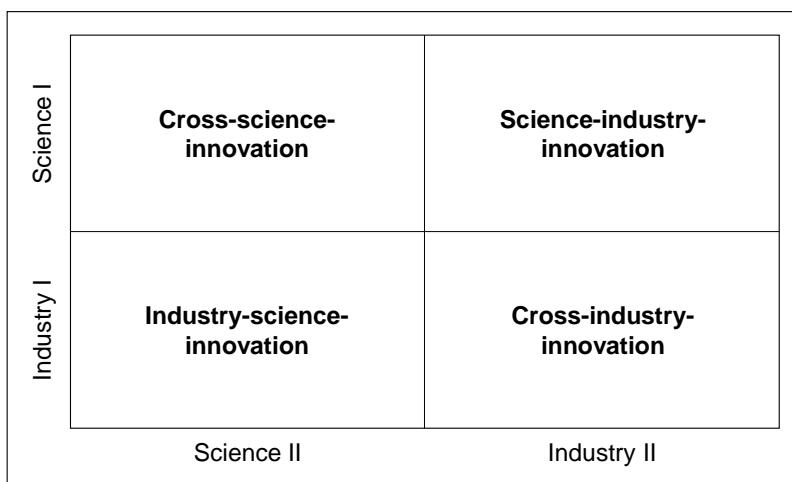 Science I
Cross-science-
innovation
Science-industry-
innovation
Industry I
Industry-science-
innovation
Cross-industry-
innovation
Science II
Industry II